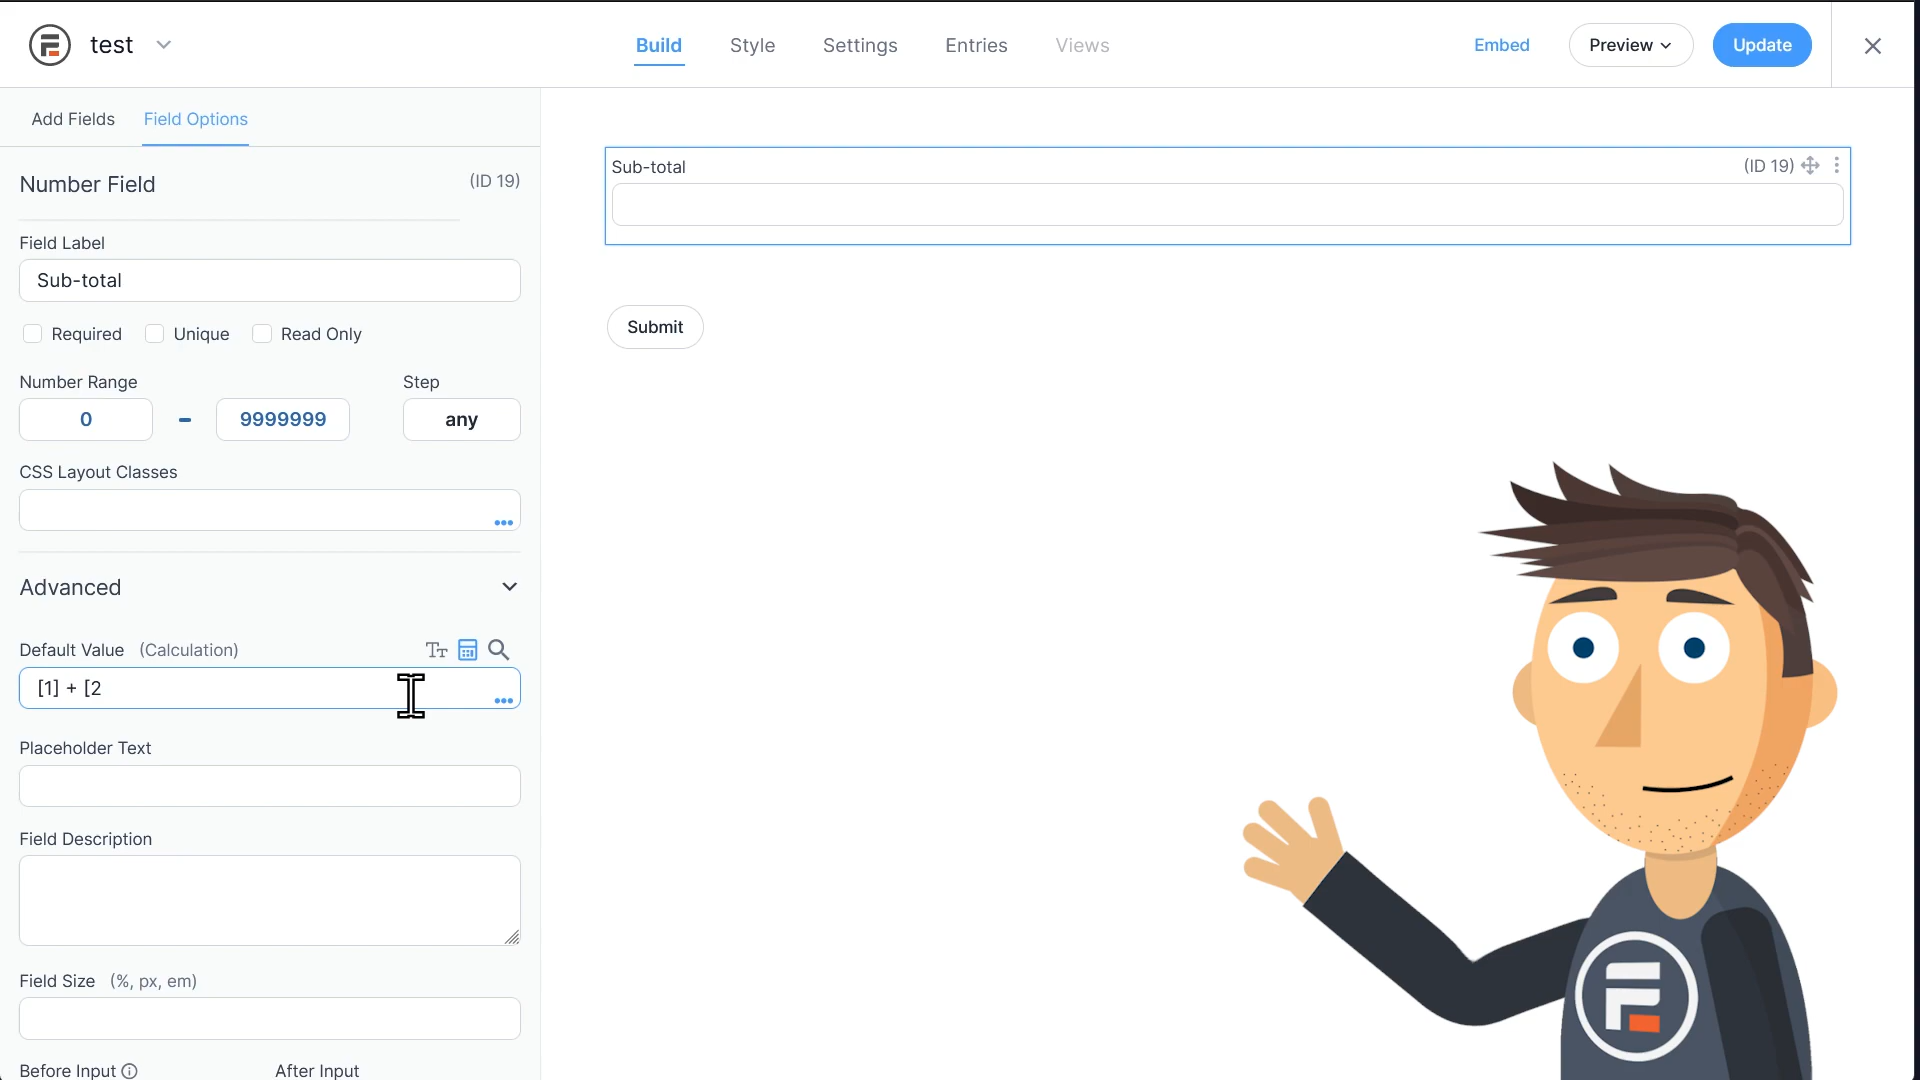 test
Build
Style
Settings
Entries
Views
Embed
Preview
Update
Add Fields
Field Options
Number Field
(ID 19)
Field Label
Sub-total
Required
Unique
Read Only
Number Range
Step
0
-
9999999
any
CSS Layout Classes
Advanced
Default Value (Calculation)
[1] + [2
Placeholder Text
Field Description
Field Size (%, px, em)
Before Input
After Input
Sub-total
(ID 19)
Submit